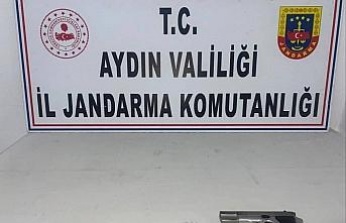 T.C.
AYDIN VALİLİĞİ
İL JANDARMA KOMUTANLIĞI